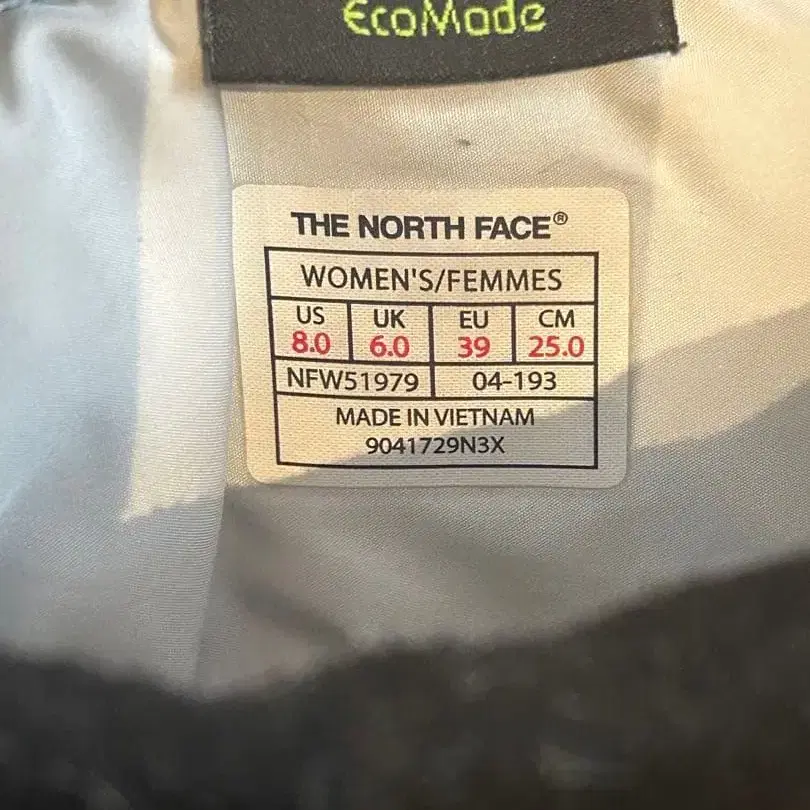 EcoMade
THE NORTH FACE®
WOMEN'S/FEMMES
US UK EU CM
8.0 6.0 39 25.0
NFW51979 04-193
MADE IN VIETNAM
9041729N3X